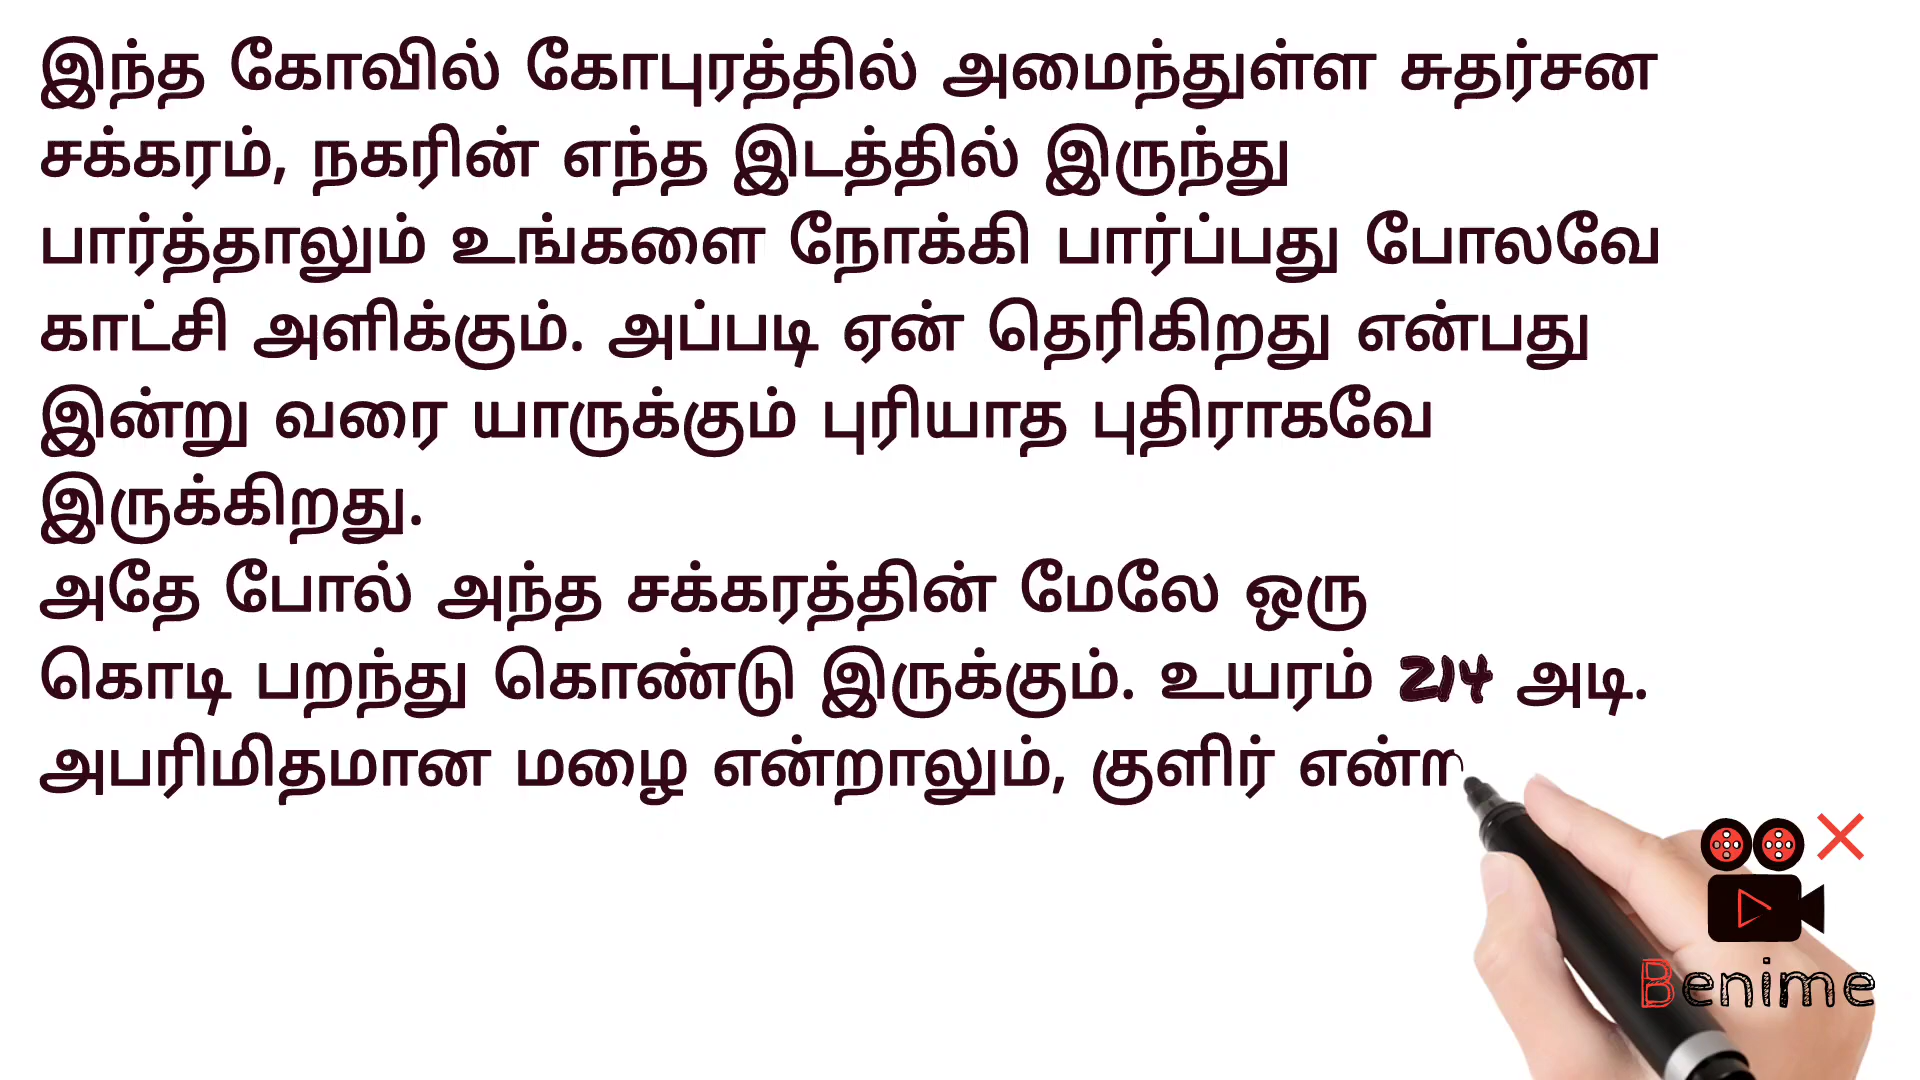 இந்த கோவில் கோபுரத்தில் அமைந்துள்ள சுதர்சன
சக்கரம், நகரின் எந்த இடத்தில் இருந்து
பார்த்தாலும் உங்களை நோக்கி பார்ப்பது போலவே
காட்சி அளிக்கும். அப்படி ஏன் தெரிகிறது என்பது
இன்று வரை யாருக்கும் புரியாத புதிராகவே
இருக்கிறது.
அதே போல் அந்த சக்கரத்தின் மேலே ஒரு
கொடி பறந்து கொண்டு இருக்கும். உயரம் 214 அடி.
அபரிமிதமான மழை என்றாலும், குளிர்
Benime